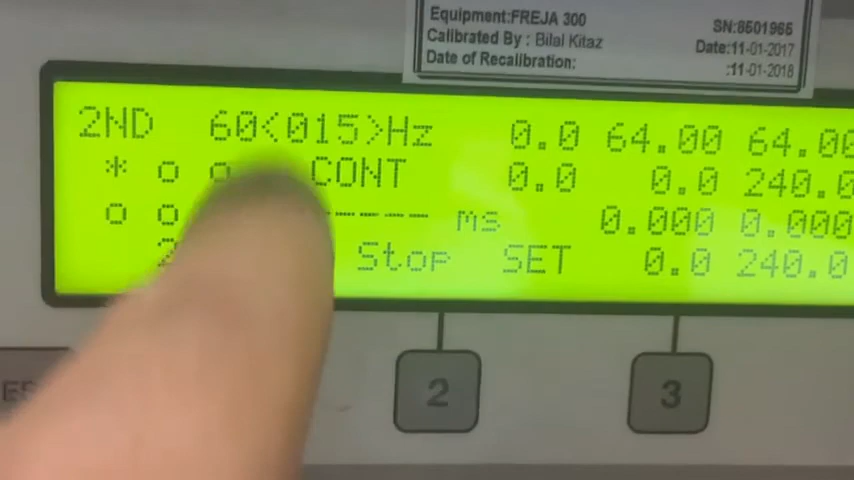 Equipment:FREJA 300 SN:8501965
Calibrated By : Bilal Kitaz Date:11-01-2017
Date of Recalibration: :11-01-2018
2ND 60<015>Hz 0.0 64.00 64.00
* o o CONT 0.0 0.0 240.0
o o ms 0.000 0.000
Stop SET 0.0 240.0
2 3